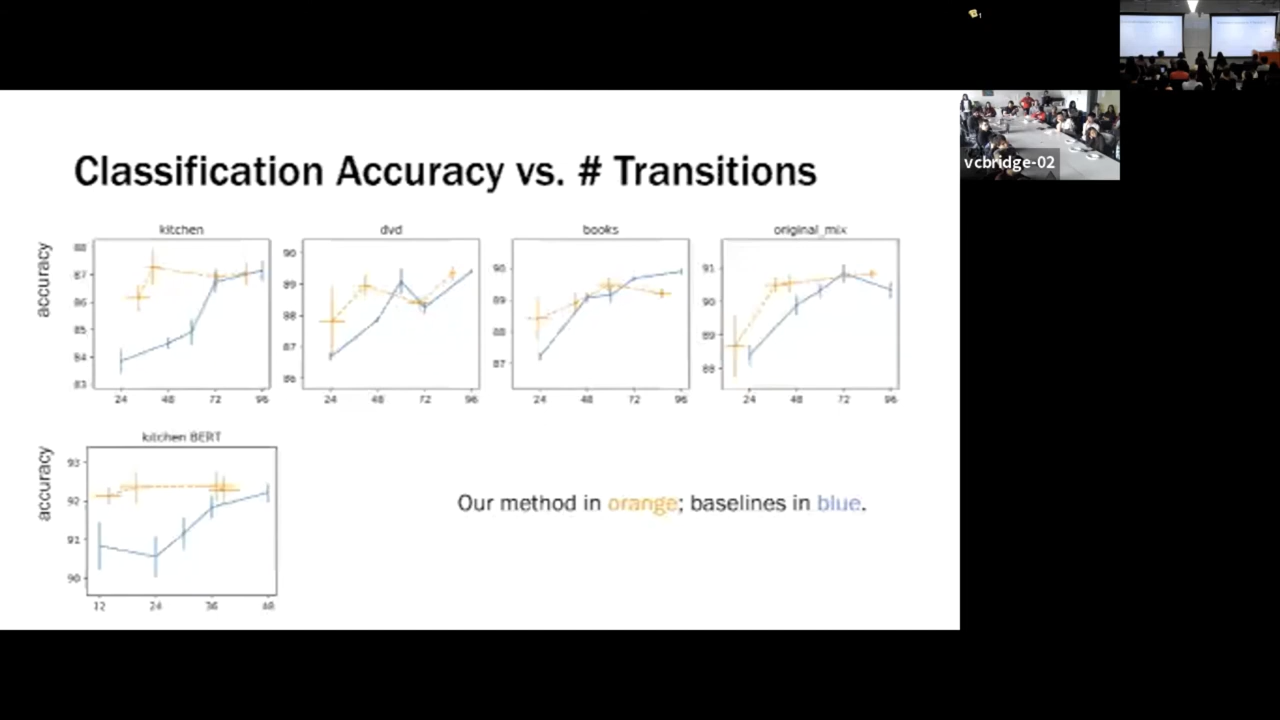 1
vcbridge-02
Classification Accuracy vs. # Transitions
kitchen
dvd
books
original_mix
accuracy
88
87
86
85
84
83
24 48 72 96
90
89
88
87
86
24 48 72 96
90
89
88
87
24 48 72 96
91
90
89
88
24 48 72 96
kitchen BERT
accuracy
93
92
91
90
12 24 36 48
Our method in orange; baselines in blue.